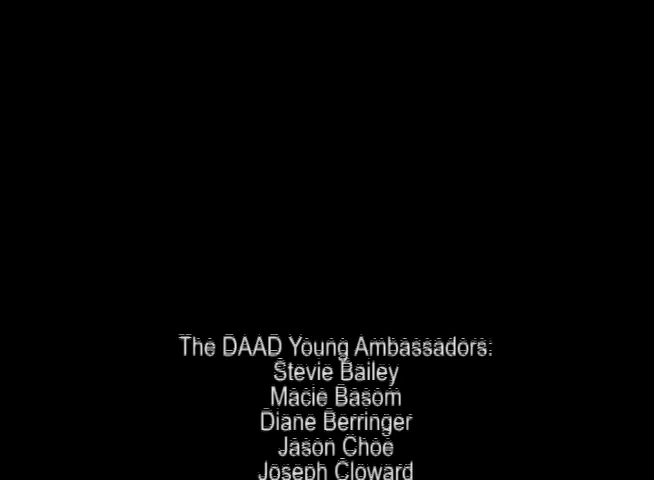 The DAAD Young Ambassadors:
Stevie Bailey
Macie Basom
Diane Berringer
Jason Choe
Joseph Cloward